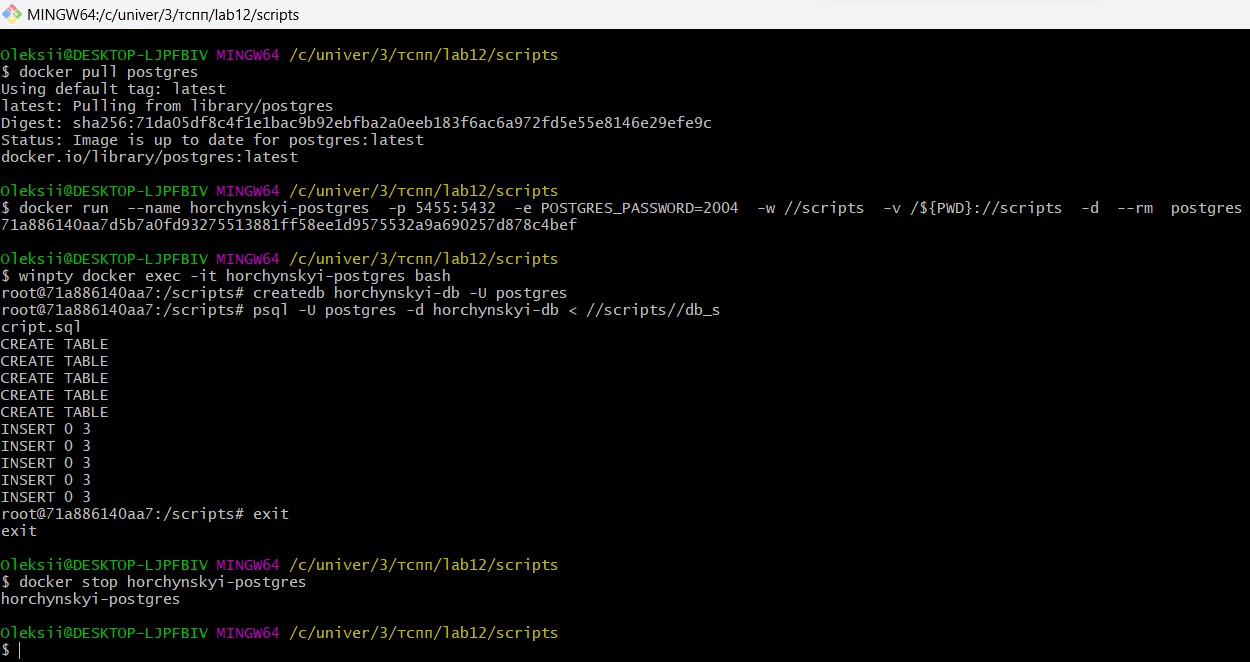 MINGW64:/c/univer/3/тспп/lab12/scripts
Oleksii@DESKTOP-LJPFBIV MINGW64 /c/univer/3/тспп/lab12/scripts
$ docker pull postgres
Using default tag: latest
latest: Pulling from library/postgres
Digest: sha256:71da05df8c4f1e1bac9b92ebfba2a0eeb183f6ac6a972fd5e55e8146e29efe9c
Status: Image is up to date for postgres:latest
docker.io/library/postgres:latest
Oleksii@DESKTOP-LJPFBIV MINGW64 /c/univer/3/тспп/lab12/scripts
$ docker run  --name horchynskyi-postgres  -p 5455:5432  -e POSTGRES_PASSWORD=2004  -w //scripts  -v /${PWD}://scripts  -d  --rm  postgres
71a886140aa7d5b7a0fd93275513881ff58ee1d9575532a9a690257d878c4bef
Oleksii@DESKTOP-LJPFBIV MINGW64 /c/univer/3/тспп/lab12/scripts
$ winpty docker exec -it horchynskyi-postgres bash
root@71a886140aa7:/scripts# createdb horchynskyi-db -U postgres
root@71a886140aa7:/scripts# psql -U postgres -d horchynskyi-db < //scripts//db_s
cript.sql
CREATE TABLE
CREATE TABLE
CREATE TABLE
CREATE TABLE
CREATE TABLE
INSERT 0 3
INSERT 0 3
INSERT 0 3
INSERT 0 3
INSERT 0 3
root@71a886140aa7:/scripts# exit
exit
Oleksii@DESKTOP-LJPFBIV MINGW64 /c/univer/3/тспп/lab12/scripts
$ docker stop horchynskyi-postgres
horchynskyi-postgres
Oleksii@DESKTOP-LJPFBIV MINGW64 /c/univer/3/тспп/lab12/scripts
$